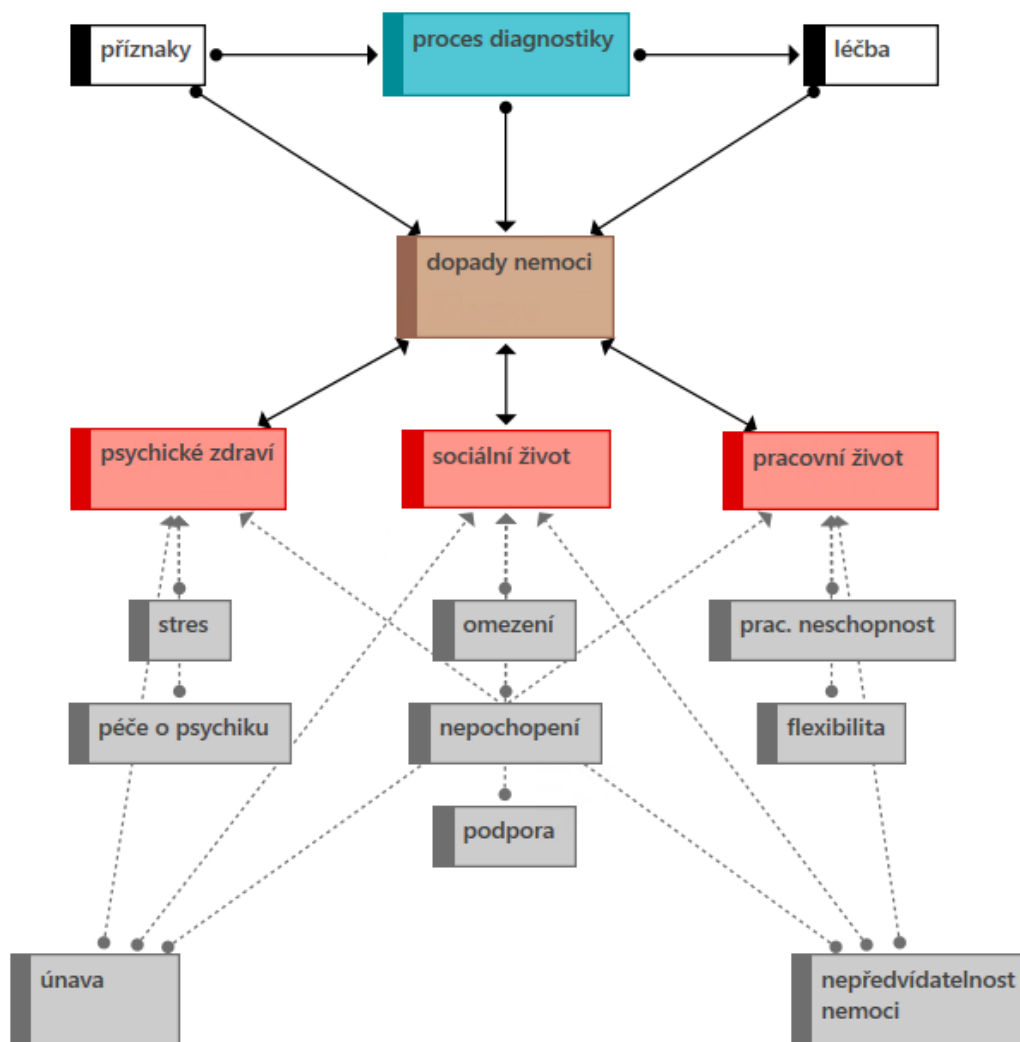 příznaky
proces diagnostiky
léčba
dopady nemoci
psychické zdraví
sociální život
pracovní život
stres
omezení
prac. neschopnost
péče o psychiku
nepochopení
flexibilita
podpora
únava
nepředvídatelnost
nemoci